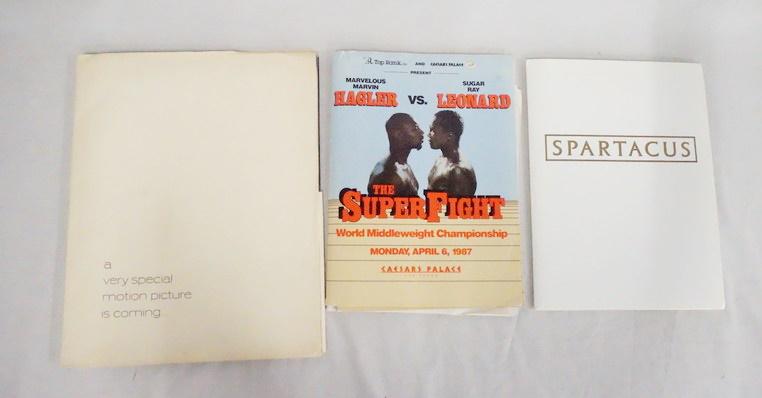 a
very special
motion picture
is coming
Top Rank, Inc. AND CAESARS PALACE
PRESENT
MARVELOUS
MARVIN
HAGLER
VS.
SUGAR
RAY
LEONARD
THE
SUPERFIGHT
World Middleweight Championship
MONDAY, APRIL 6, 1987
CAESARS PALACE
SPARTACUS